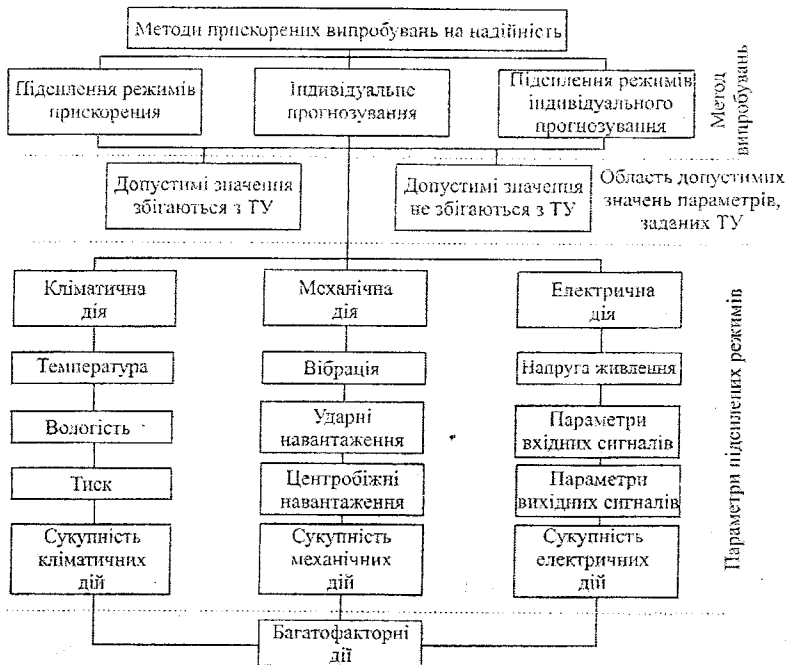 Методи прискорених випробувань на надійність
Підсилення режимів
прискорення
Індивідуальне
прогнозування
Підсилення режимів
індивідуального
прогнозування
Метод
випробувань
Допустимі значення
збігаються з ТУ
Допустимі значення
не збігаються з ТУ
Область допустимих
значень параметрів,
заданих ТУ
Кліматична
дія
Механічна
дія
Електрична
дія
Температура
Вібрація
Напруга живлення
Вологість
Ударні
навантаження
Параметри
вхідних сигналів
Тиск
Центробіжні
навантаження
Параметри
вихідних сигналів
Сукупність
кліматичних
дій
Сукупність
механічних
дій
Сукупність
електричних
дій
Параметри підсилених режимів
Багатофакторні
дії